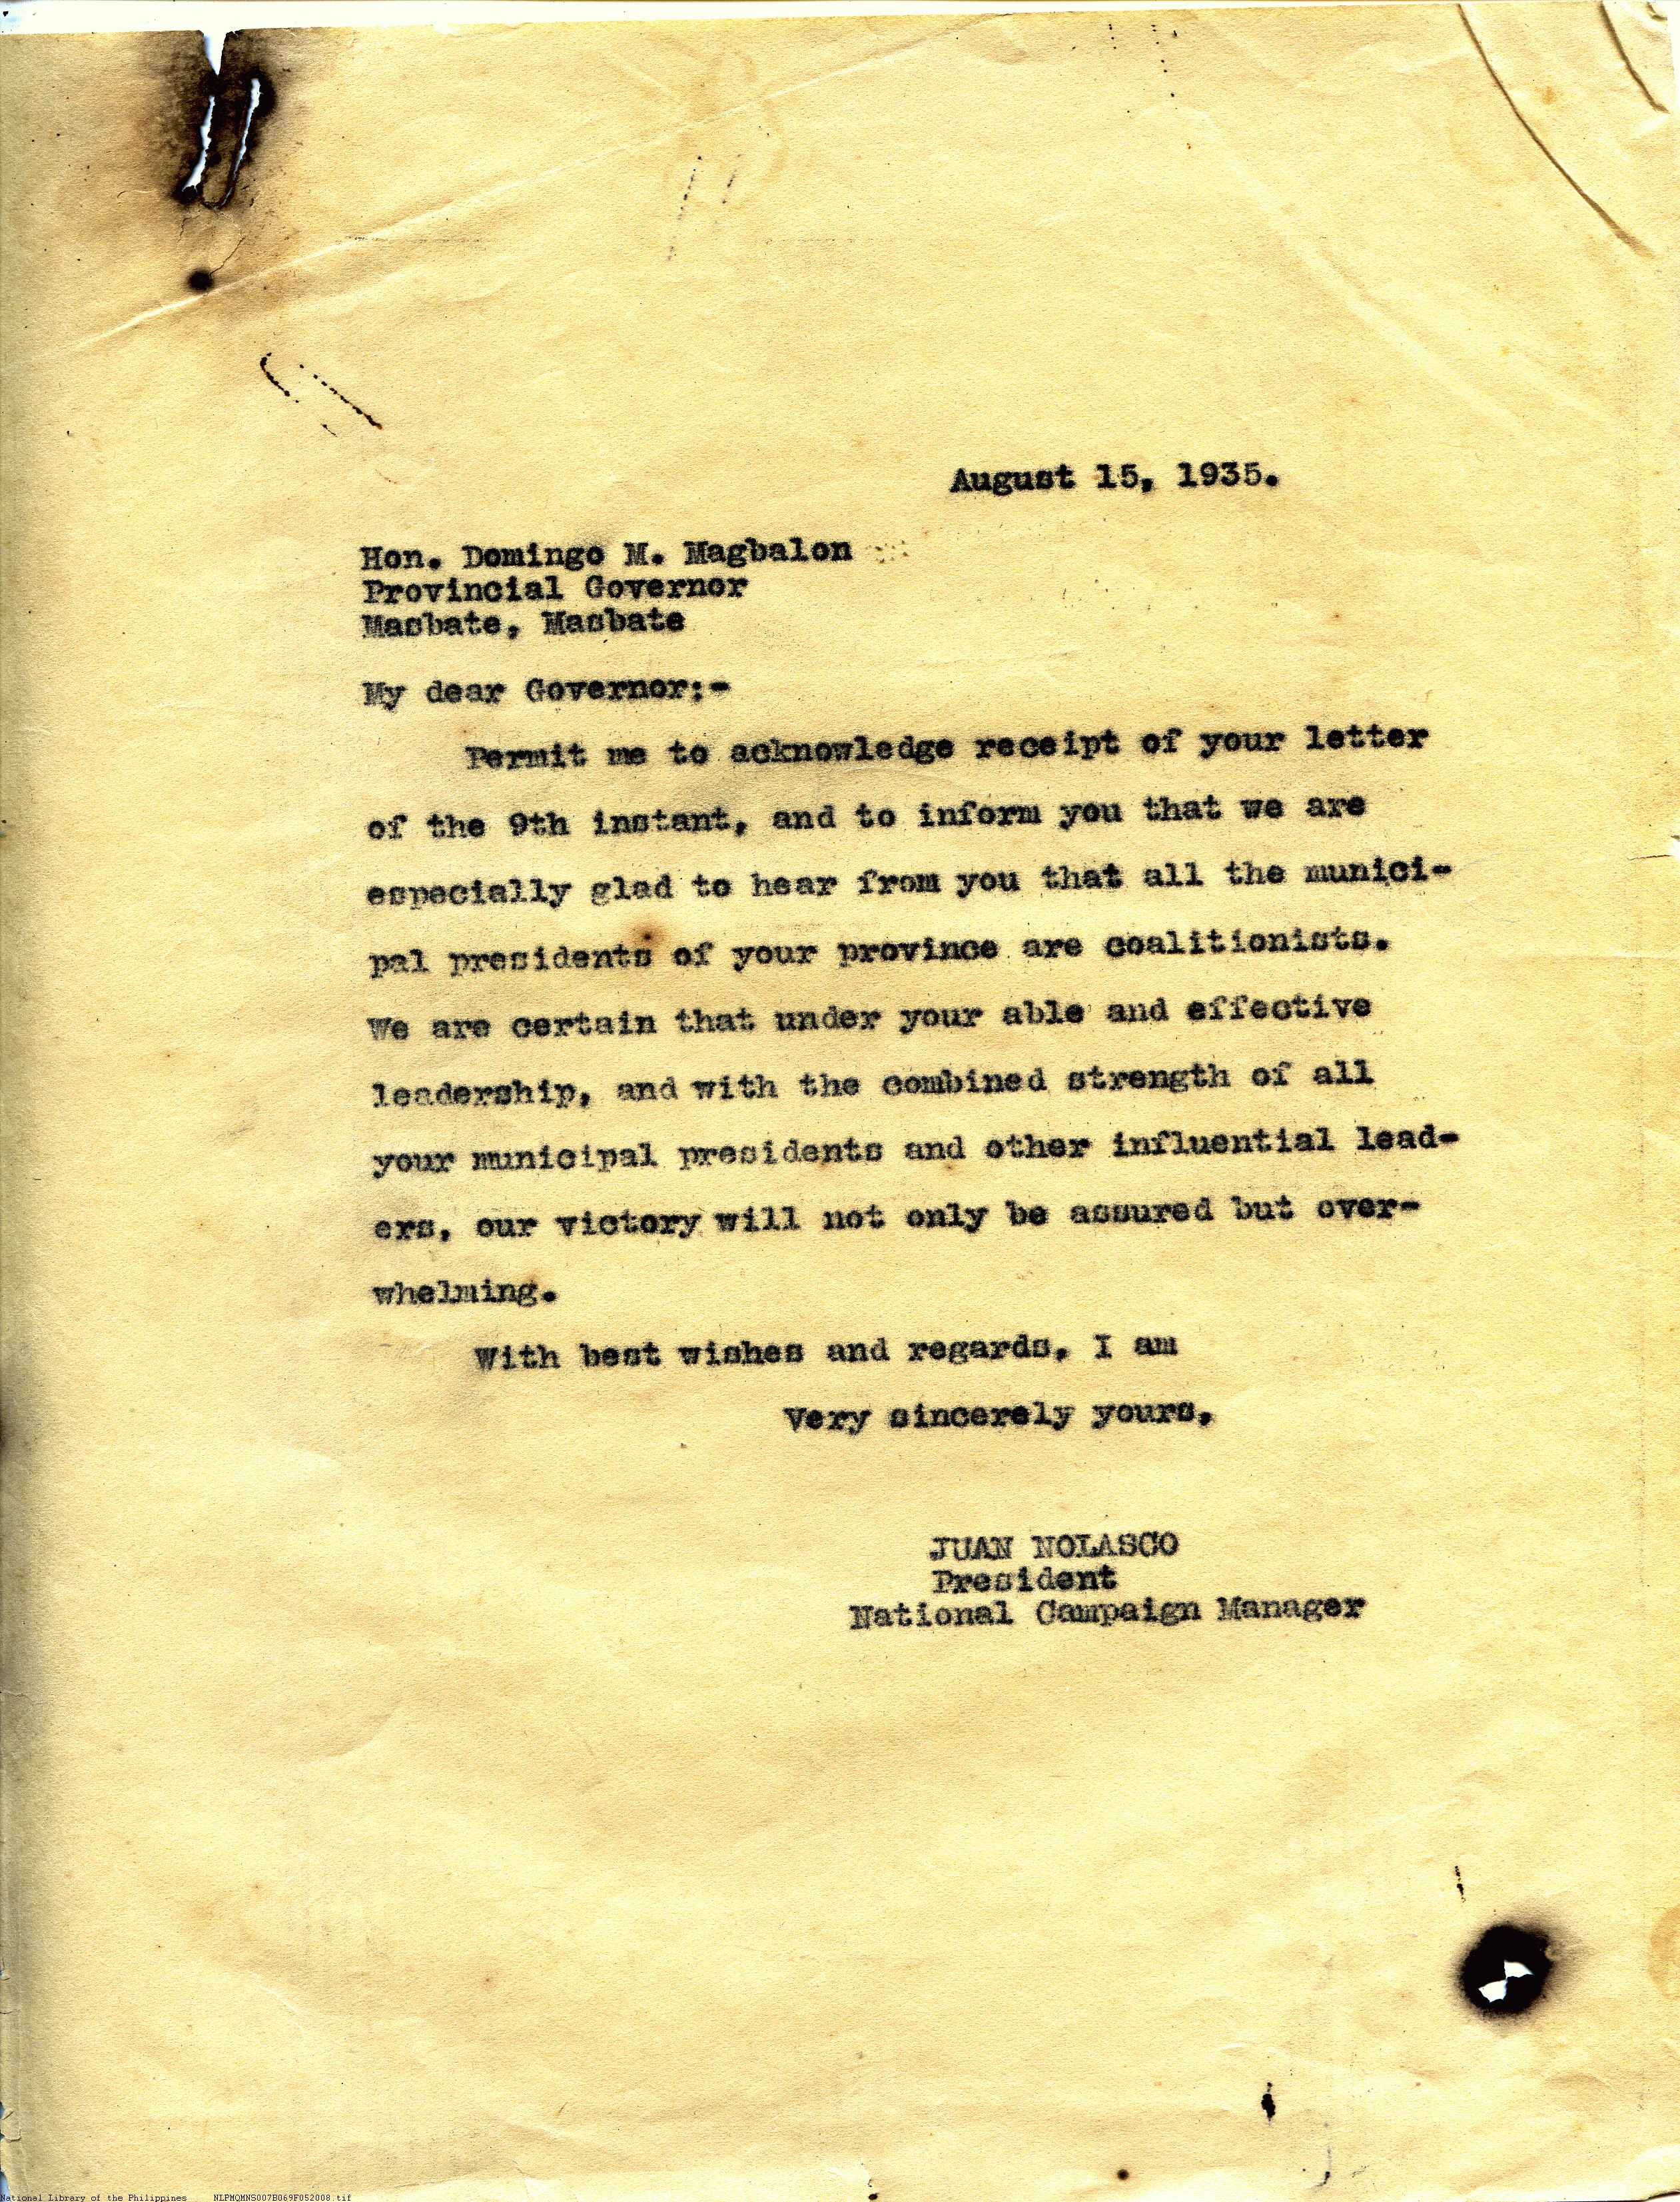 August 15, 1935.
Hon. Domingo M. Magbalon
Provincial Governor
Masbate, Masbate
My dear Governor:-
Permit me to acknowledge receipt of your letter
of the 9th instant, and to inform you that we are
especially glad to hear from you that all the munici-
pal presidents of your province are coalitionists.
We are certain that under your able and effective
leadership, and with the combined strength of all
your municipal presidents and other influential lead-
ers, our victory will not only be assured but over-
whelming.
With best wishes and regards, I am
Very sincerely yours,
JUAN NOLASCO
President
National Campaign Manager
National Library of the Philippines NLPMQMNS007B069F052008.tif